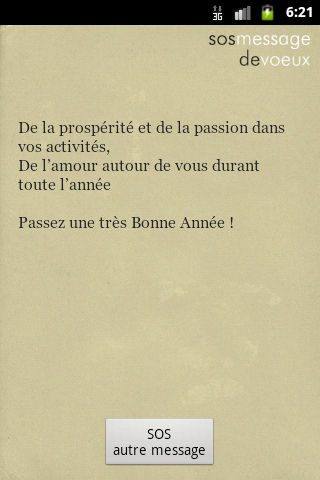 3G 6:21
sosmessage
devoeux
De la prospérité et de la passion dans
vos activités,
De l'amour autour de vous durant
toute l'année
Passez une très Bonne Année !
SOS
autre message